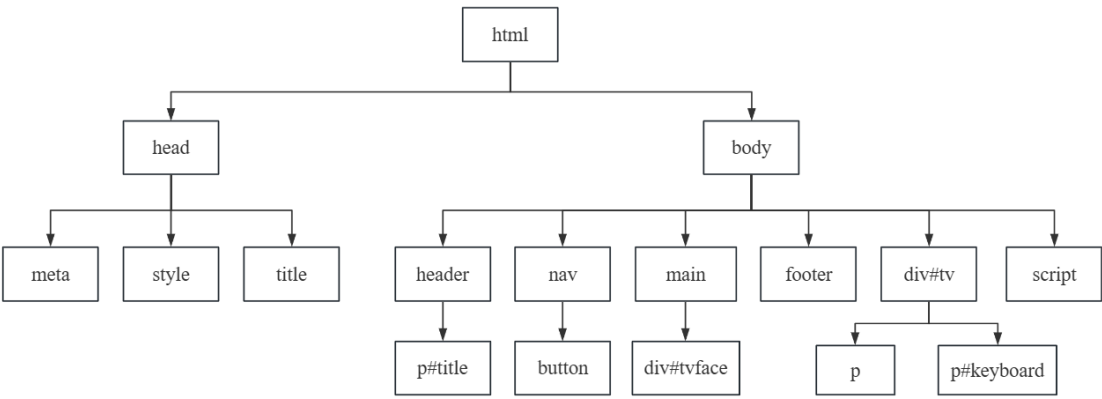 html
head
body
meta
style
title
header
nav
main
footer
div#tv
script
p#title
button
div#tvface
p
p#keyboard